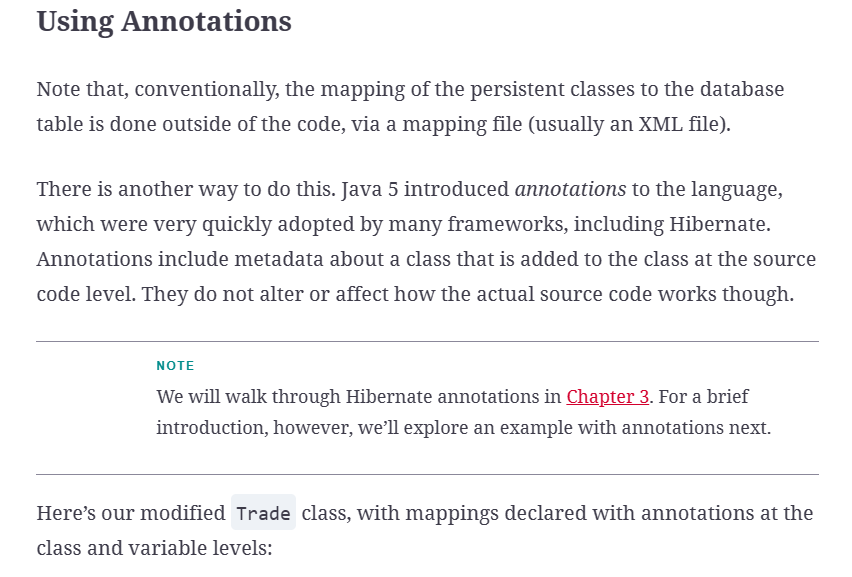 Using Annotations
Note that, conventionally, the mapping of the persistent classes to the database
table is done outside of the code, via a mapping file (usually an XML file).
There is another way to do this. Java 5 introduced annotations to the language,
which were very quickly adopted by many frameworks, including Hibernate.
Annotations include metadata about a class that is added to the class at the source
code level. They do not alter or affect how the actual source code works though.
NOTE
We will walk through Hibernate annotations in Chapter 3. For a brief
introduction, however, we’ll explore an example with annotations next.
Here’s our modified Trade class, with mappings declared with annotations at the
class and variable levels: